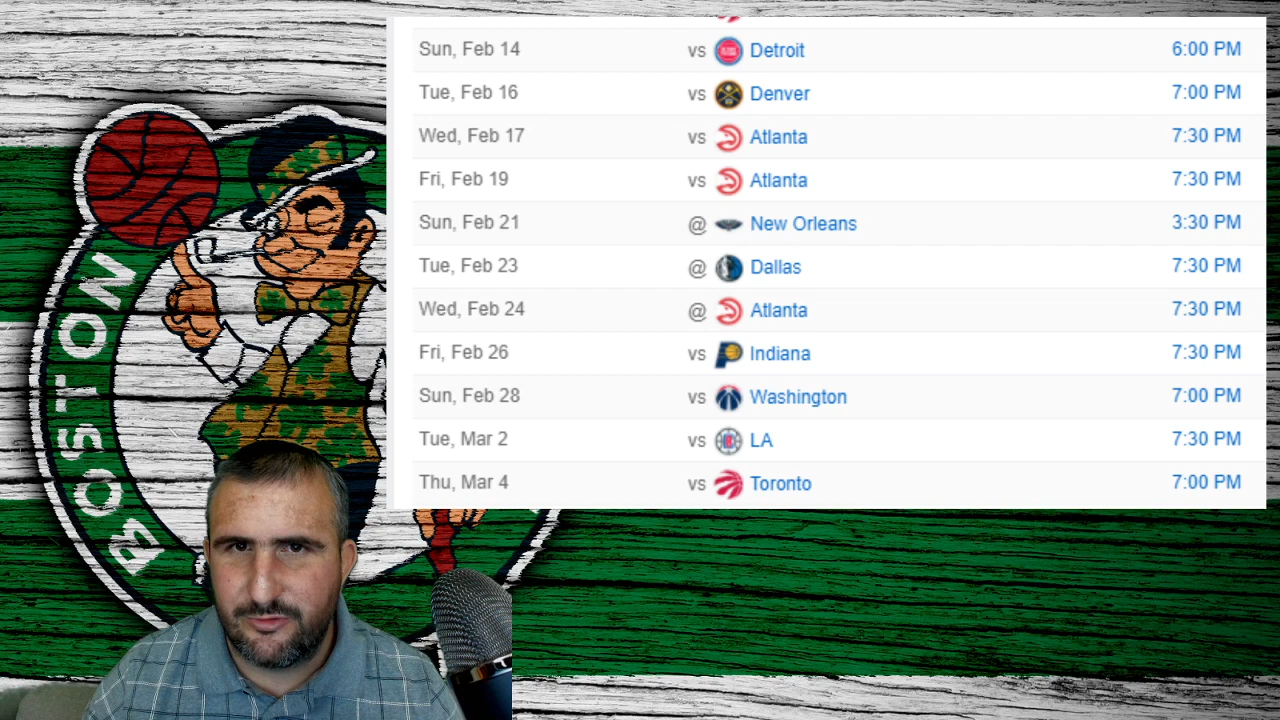 BOSTON
Sun, Feb 14 vs Detroit 6:00 PM
Tue, Feb 16 vs Denver 7:00 PM
Wed, Feb 17 vs Atlanta 7:30 PM
Fri, Feb 19 vs Atlanta 7:30 PM
Sun, Feb 21 @ New Orleans 3:30 PM
Tue, Feb 23 @ Dallas 7:30 PM
Wed, Feb 24 @ Atlanta 7:30 PM
Fri, Feb 26 vs Indiana 7:30 PM
Sun, Feb 28 vs Washington 7:00 PM
Tue, Mar 2 vs LA 7:30 PM
Thu, Mar 4 vs Toronto 7:00 PM